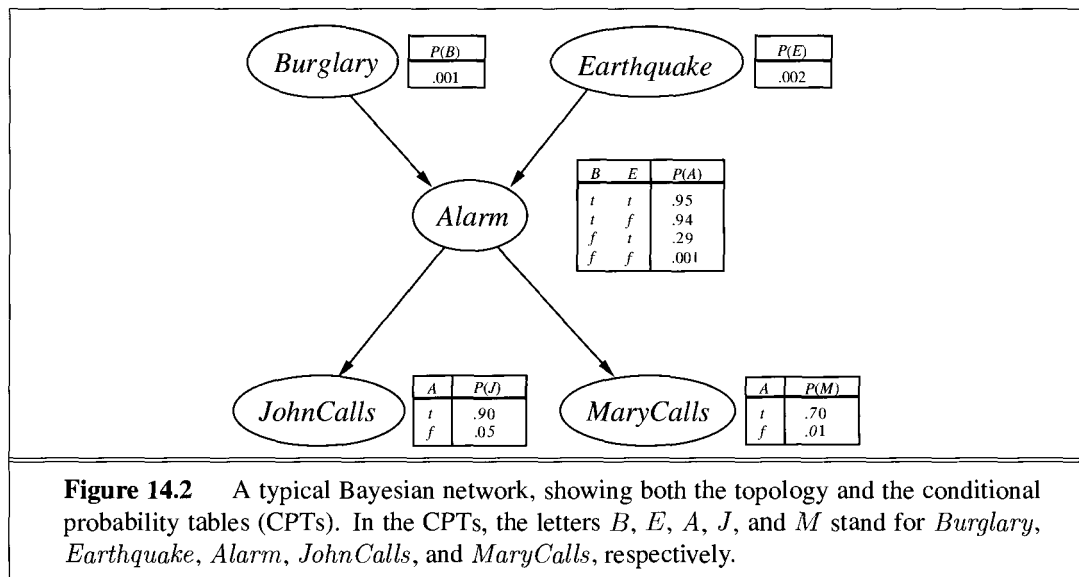 Burglary
P(B)
.001
Earthquake
P(E)
.002
Alarm
B E P(A)
t t .95
t f .94
f t .29
f f .001
JohnCalls
A P(J)
t .90
f .05
MaryCalls
A P(M)
t .70
f .01
Figure 14.2 A typical Bayesian network, showing both the topology and the conditional
probability tables (CPTs). In the CPTs, the letters B, E, A, J, and M stand for Burglary,
Earthquake, Alarm, JohnCalls, and MaryCalls, respectively.